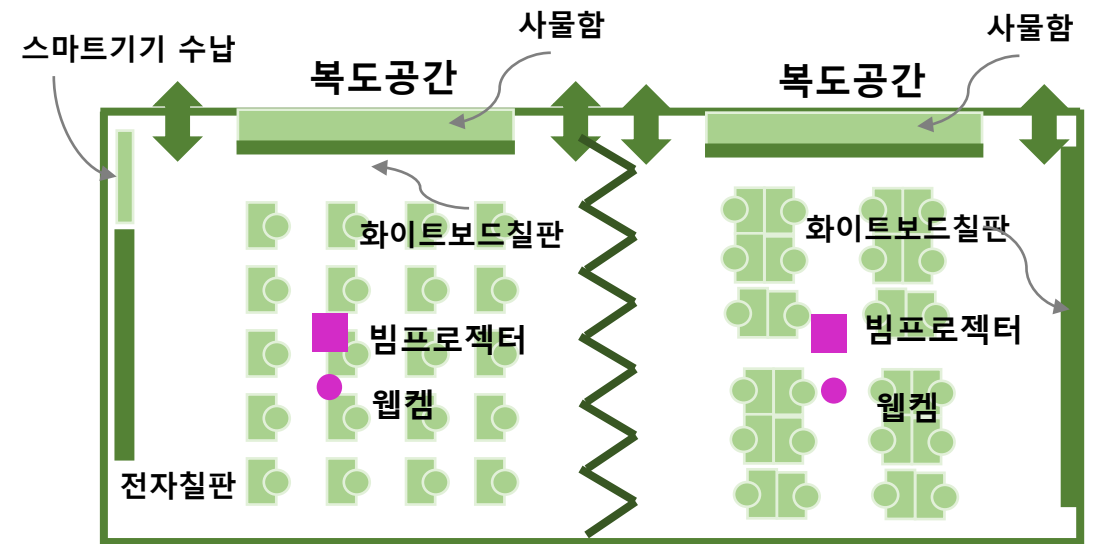 사물함
사물함
스마트기기 수납
복도공간
복도공간
화이트보드칠판
화이트보드칠판
빔프로젝터
빔프로젝터
웹켐
웹켐
전자칠판